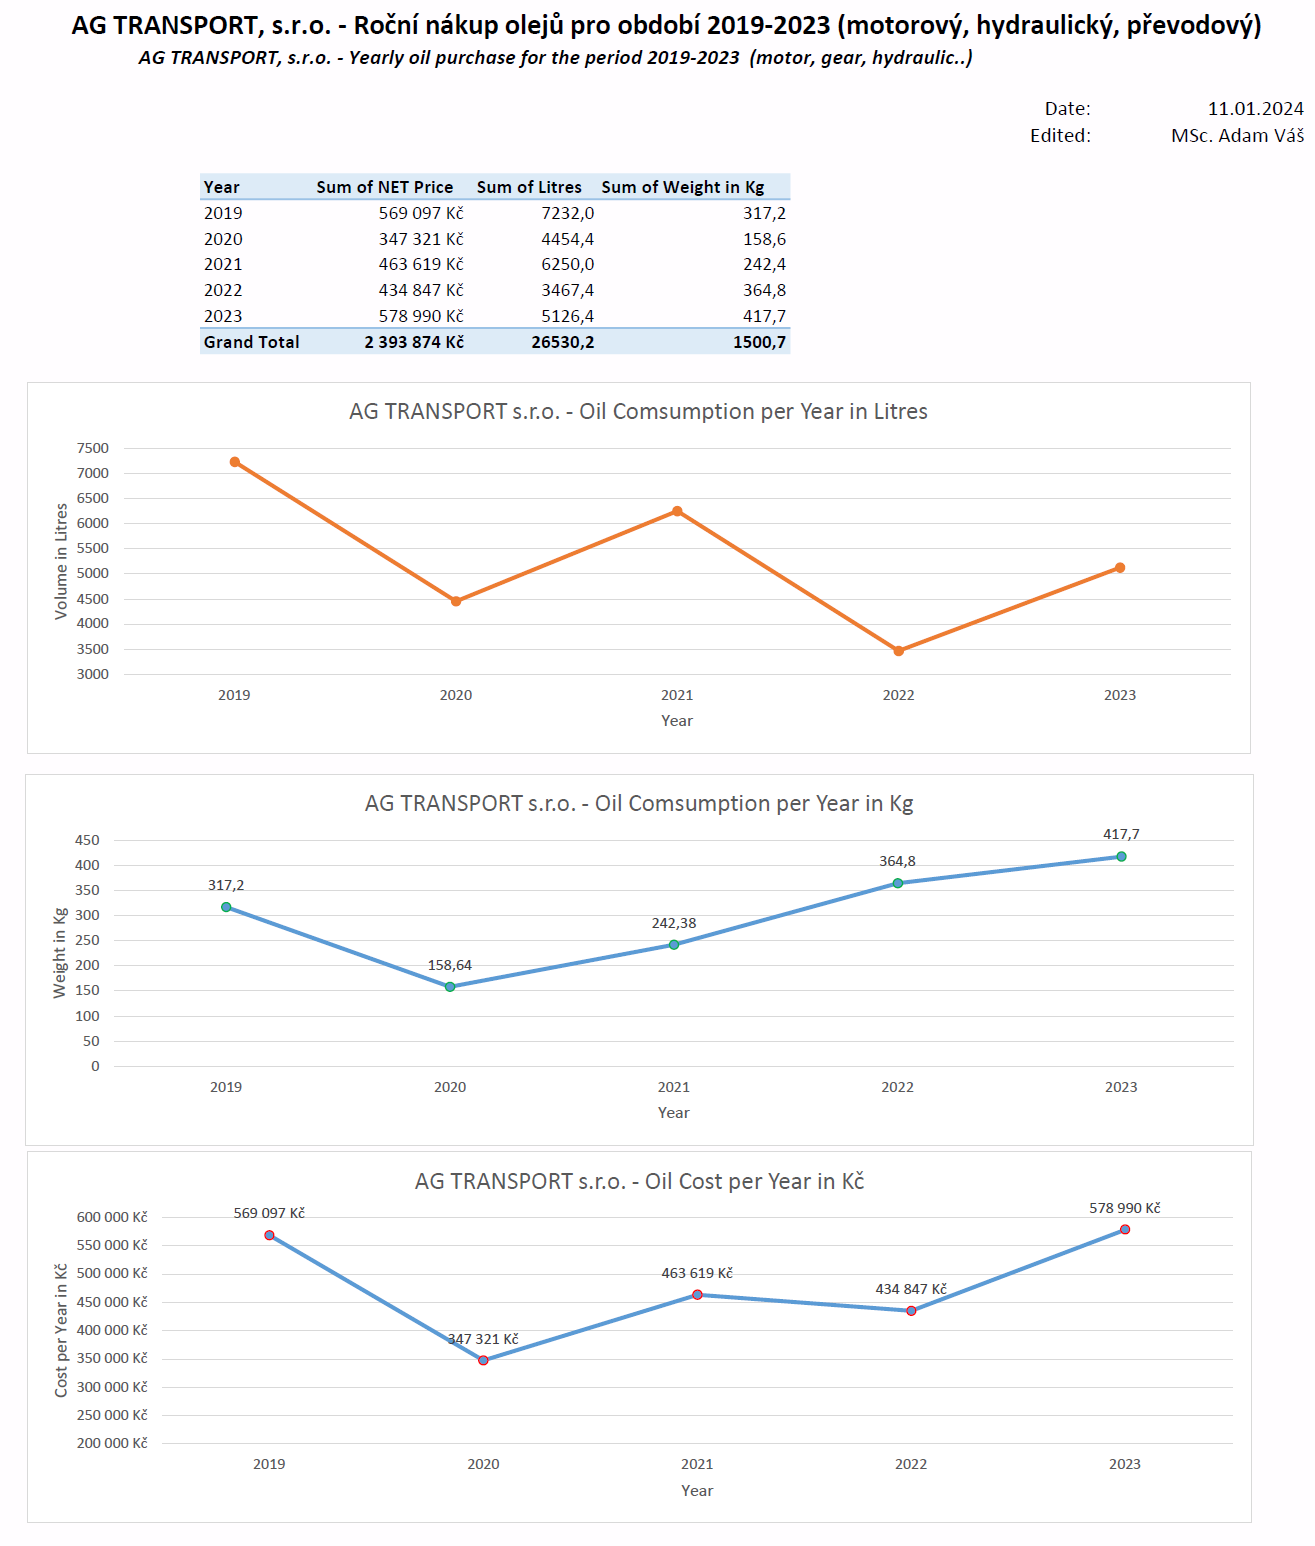 AG TRANSPORT, s.r.o. - Roční nákup olejů pro období 2019-2023 (motorový, hydraulický, převodový)
AG TRANSPORT, s.r.o. - Yearly oil purchase for the period 2019-2023 (motor, gear, hydraulic..)
Date: 11.01.2024
Edited: MSc. Adam Váš
Year Sum of NET Price Sum of Litres Sum of Weight in Kg
2019 569 097 Kč 7232,0 317,2
2020 347 321 Kč 4454,4 158,6
2021 463 619 Kč 6250,0 242,4
2022 434 847 Kč 3467,4 364,8
2023 578 990 Kč 5126,4 417,7
Grand Total 2 393 874 Kč 26530,2 1500,7
AG TRANSPORT s.r.o. - Oil Comsumption per Year in Litres
Volume in Litres
7500
7000
6500
6000
5500
5000
4500
4000
3500
3000
2019 2020 2021 2022 2023
Year
AG TRANSPORT s.r.o. - Oil Comsumption per Year in Kg
Weight in Kg
450
400
350
300
250
200
150
100
50
0
317,2 158,64 242,38 364,8 417,7
2019 2020 2021 2022 2023
Year
AG TRANSPORT s.r.o. - Oil Cost per Year in Kč
Cost per Year in Kč
600 000 Kč
550 000 Kč
500 000 Kč
450 000 Kč
400 000 Kč
350 000 Kč
300 000 Kč
250 000 Kč
200 000 Kč
569 097 Kč 347 321 Kč 463 619 Kč 434 847 Kč 578 990 Kč
2019 2020 2021 2022 2023
Year